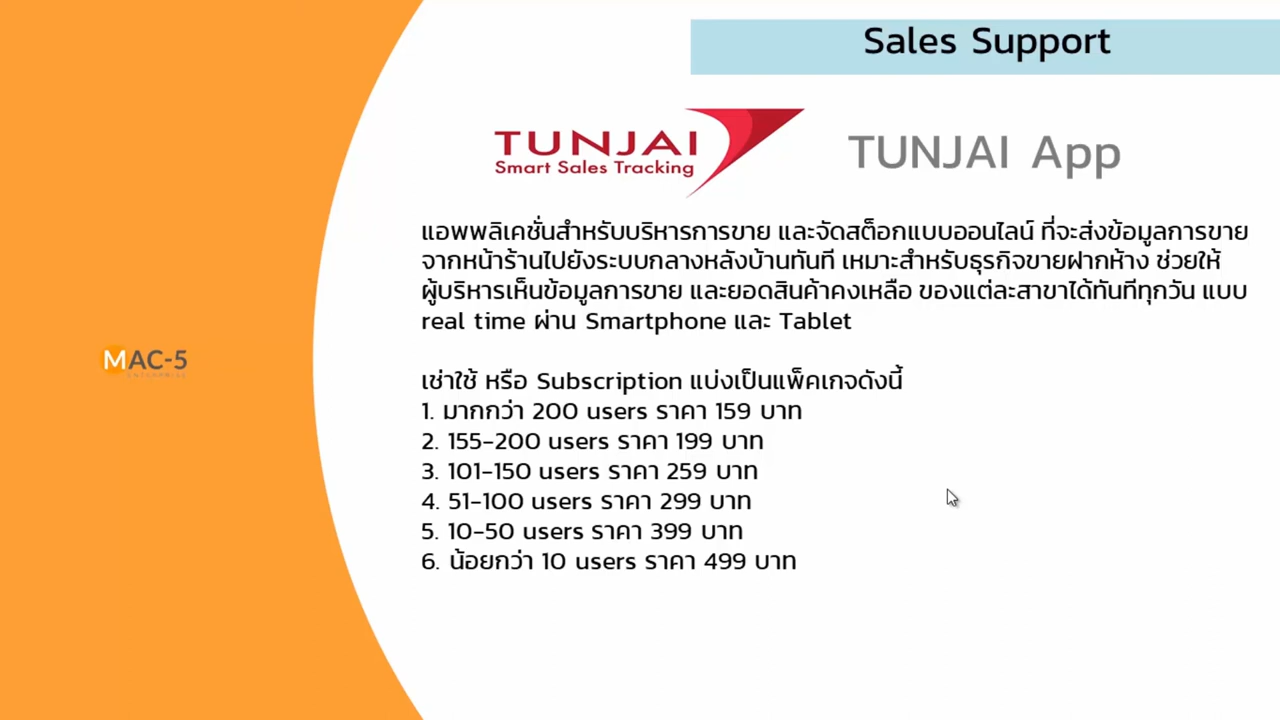 Sales Support
TUNJAI
Smart Sales Tracking
TUNJAI App
แอพพลิเคชั่นสำหรับบริหารการขาย และจัดสต็อกแบบออนไลน์ ที่จะส่งข้อมูลการขาย
จากหน้าร้านไปยังระบบกลางหลังบ้านทันที เหมาะสำหรับธุรกิจขายฝากห้าง ช่วยให้
ผู้บริหารเห็นข้อมูลการขาย และยอดสินค้าคงเหลือ ของแต่ละสาขาได้ทันทีทุกวัน แบบ
real time ผ่าน Smartphone และ Tablet
MAC-5
ENTERPRISE
เช่าใช้ หรือ Subscription แบ่งเป็นแพ็คเกจดังนี้
1. มากกว่า 200 users ราคา 159 บาท
2. 155-200 users ราคา 199 บาท
3. 101-150 users ราคา 259 บาท
4. 51-100 users ราคา 299 บาท
5. 10-50 users ราคา 399 บาท
6. น้อยกว่า 10 users ราคา 499 บาท